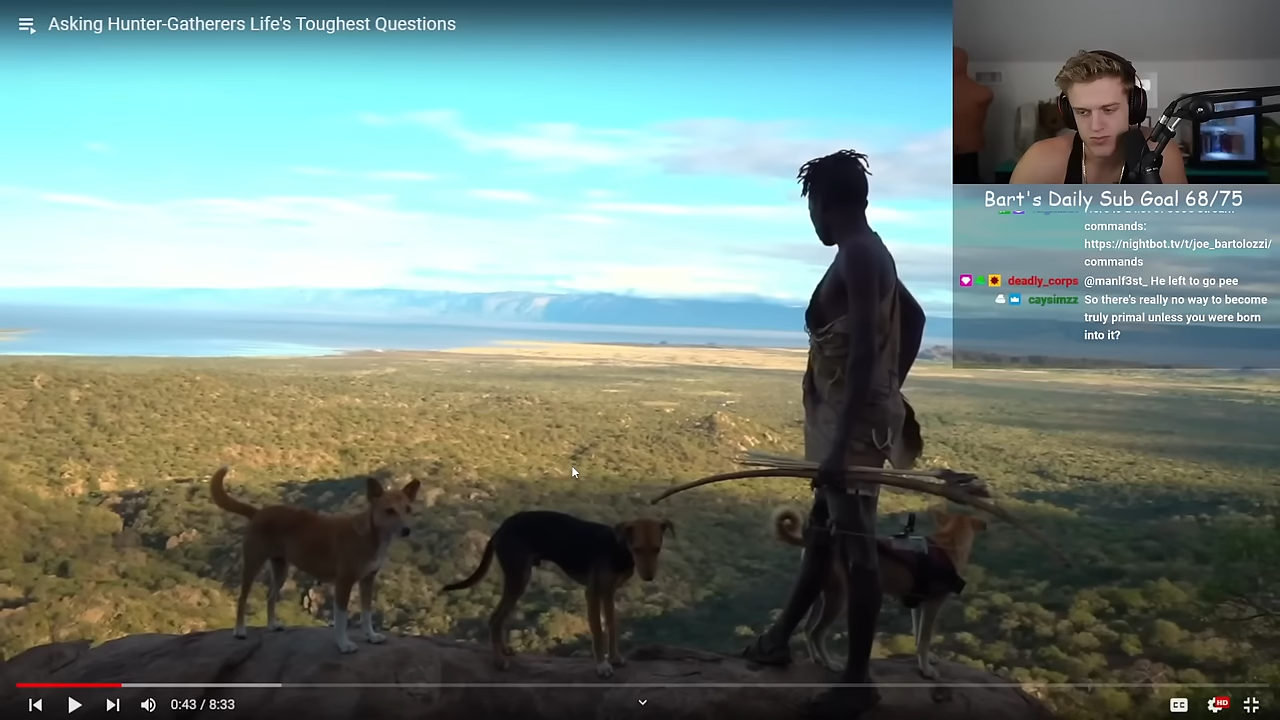 Asking Hunter-Gatherers Life's Toughest Questions
Bart's Daily Sub Goal 68/75
commands:
https://nightbot.tv/t/joe_bartolozzi/
commands
deadly_corps @manlf3st_ He left to go pee
caysimzz So there's really no way to become
truly primal unless you were born
into it?
0:43 / 8:33
CC
HD